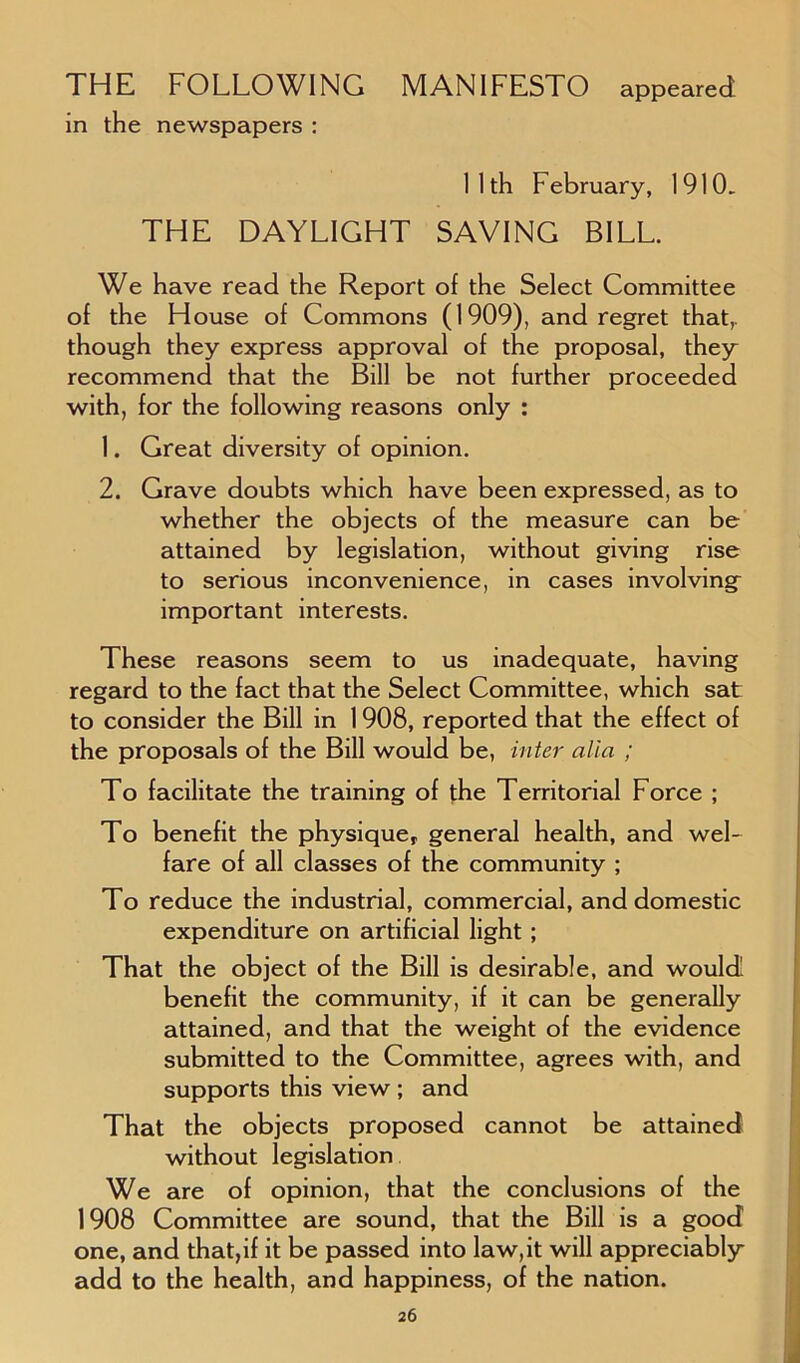 THE FOLLOWING MANIFESTO appeared
in the newspapers :
11th February, 1910.
THE DAYLIGHT SAVING BILL.
We have read the Report of the Select Committee
of the House of Commons (1909), and regret that,
though they express approval of the proposal, they
recommend that the Bill be not further proceeded
with, for the following reasons only :
1. Great diversity of opinion.
2. Grave doubts which have been expressed, as to
whether the objects of the measure can be
attained by legislation, without giving rise
to serious inconvenience, in cases involving
important interests.
These reasons seem to us inadequate, having
regard to the fact that the Select Committee, which sat
to consider the Bill in 1908, reported that the effect of
the proposals of the Bill would be, inter alia ;
To facilitate the training of the Territorial Force ;
To benefit the physique, general health, and wel-
fare of all classes of the community ;
To reduce the industrial, commercial, and domestic
expenditure on artificial light ;
That the object of the Bill is desirable, and would
benefit the community, if it can be generally
attained, and that the weight of the evidence
submitted to the Committee, agrees with, and
supports this view ; and
That the objects proposed cannot be attained
without legislation
We are of opinion, that the conclusions of the
1908 Committee are sound, that the Bill is a good
one, and that,if it be passed into law,it will appreciably
add to the health, and happiness, of the nation.
26